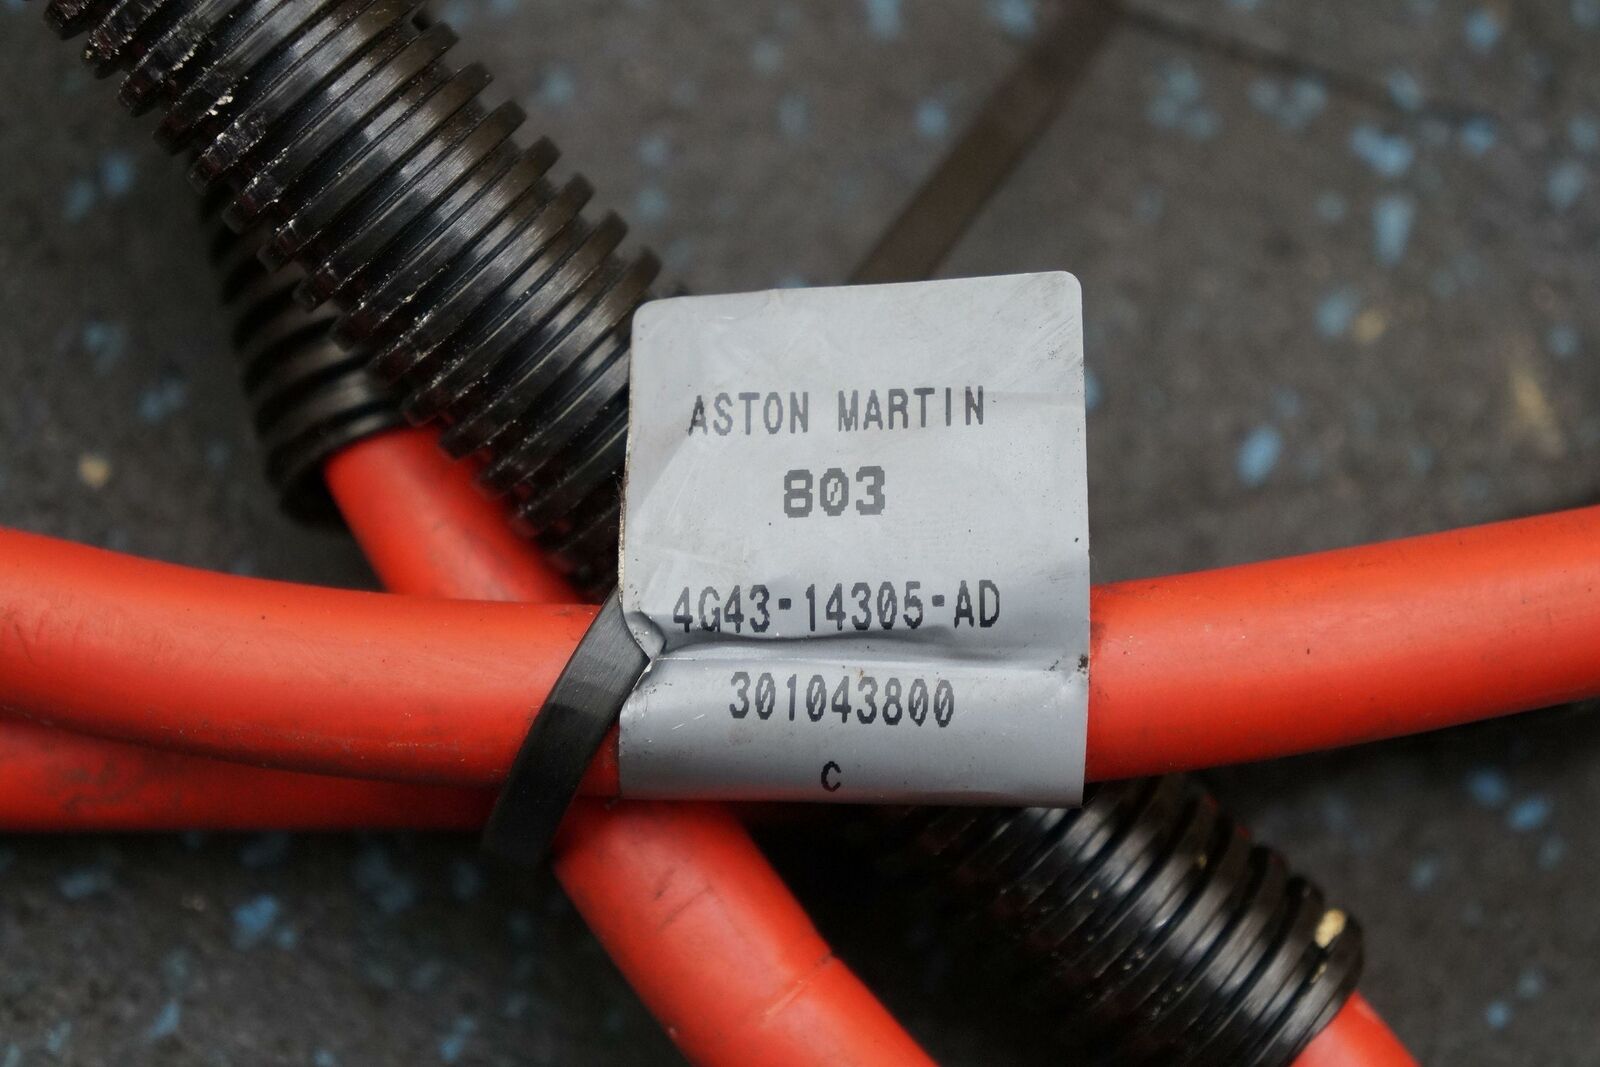 ASTON MARTIN
803
4G43-14305-AD
301043800
C